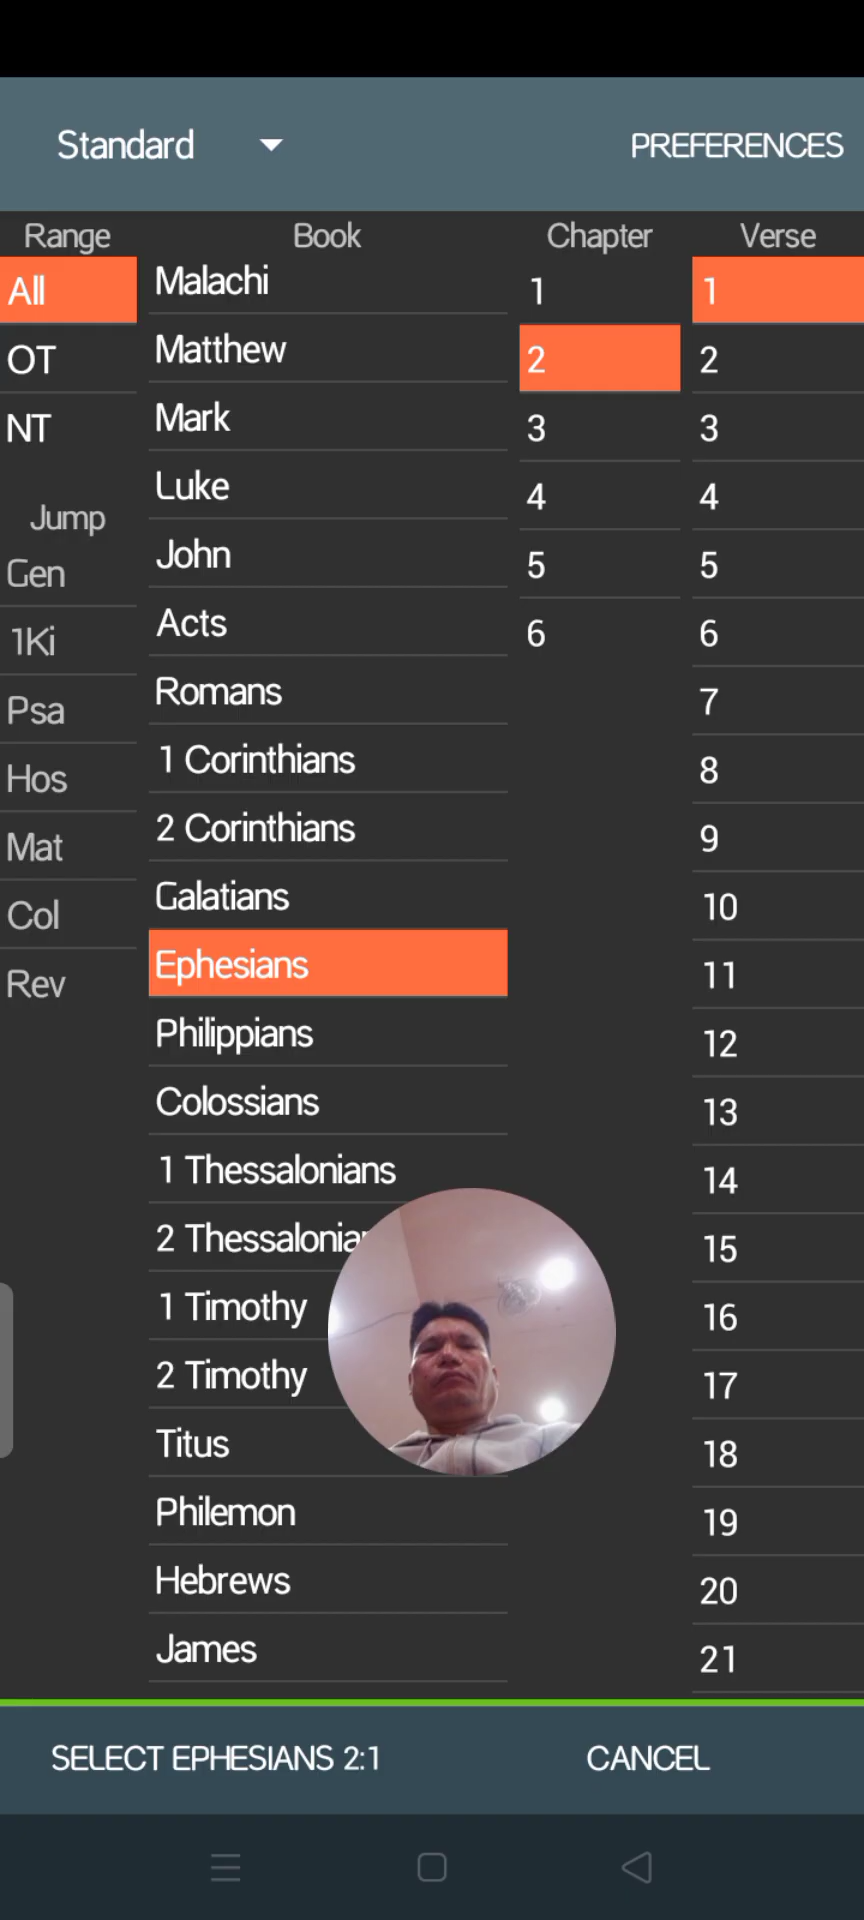 Standard PREFERENCES
Range Book Chapter Verse
All
OT
NT
Jump
Gen
1Ki
Psa
Hos
Mat
Col
Rev
Malachi
Matthew
Mark
Luke
John
Acts
Romans
1 Corinthians
2 Corinthians
Galatians
Ephesians
Philippians
Colossians
1 Thessalonians
2 
1 Timothy
2 Timothy
Titus
Philemon
Hebrews
James
1
2
3
4
5
6
1
2
3
4
5
6
7
8
9
10
11
12
13
14
15
16
17
18
19
20
21
SELECT EPHESIANS 2:1 CANCEL